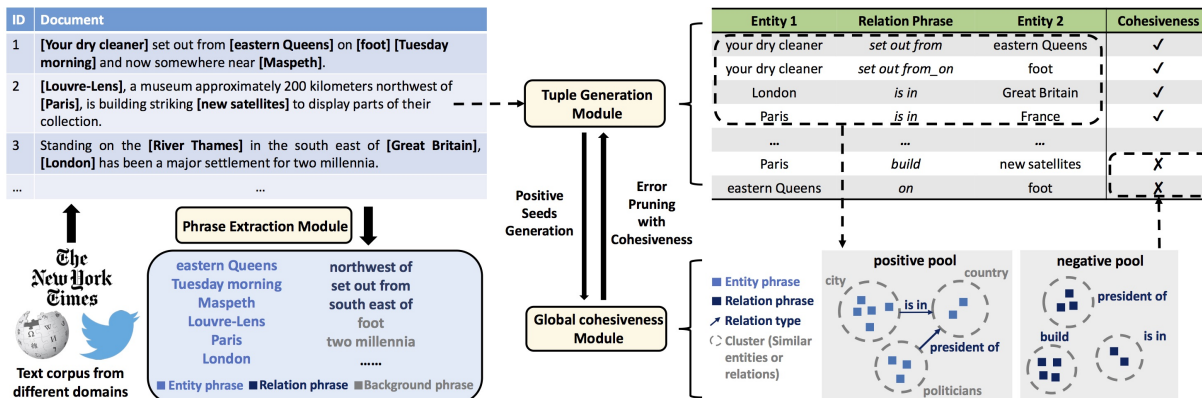 ID Document
1 [Your dry cleaner] set out from [eastern Queens] on [foot] [Tuesday
morning] and now somewhere near [Maspeth].
2 [Louvre-Lens], a museum approximately 200 kilometers northwest of
[Paris], is building striking [new satellites] to display parts of their
collection.
3 Standing on the [River Thames] in the south east of [Great Britain],
[London] has been a major settlement for two millennia.
... ...
Phrase Extraction Module
The
New York
Times
Text corpus from
different domains
eastern Queens
Tuesday morning
Maspeth
Louvre-Lens
Paris
London
northwest of
set out from
south east of
foot
two millennia
......
Entity phrase Relation phrase Background phrase
Tuple Generation
Module
Positive
Seeds
Generation
Error
Pruning
with
Cohesiveness
Global cohesiveness
Module
Entity 1 Relation Phrase Entity 2 Cohesiveness
your dry cleaner set out from eastern Queens ✓
your dry cleaner set out from_on foot ✓
London is in Great Britain ✓
Paris is in France ✓
... ... ...
Paris build new satellites ✗
eastern Queens on foot ✗
Entity phrase
Relation phrase
Relation type
Cluster (Similar
entities or
relations)
positive pool
city
country
is in
president of
politicians
negative pool
president of
build
is in